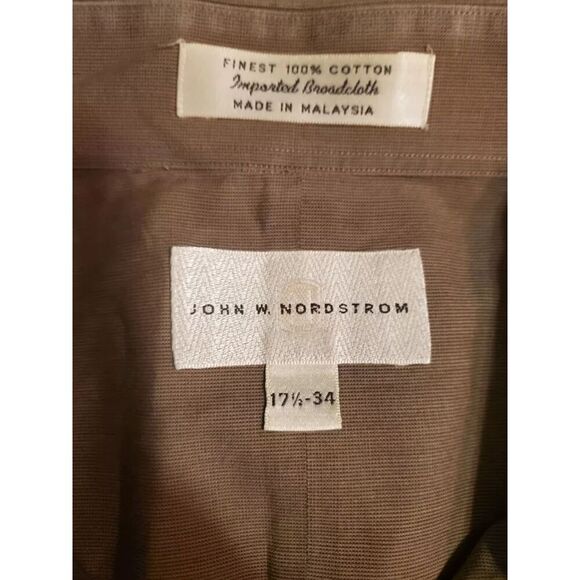 FINEST 100% COTTON
Imported Broadcloth
MADE IN MALAYSIA
JOHN W. NORDSTROM
17½-34